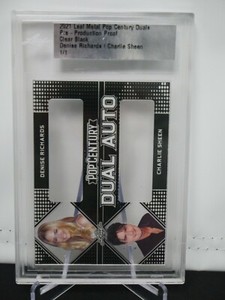 2021 Leaf Metal Pop Century Duals
Pre - Production Proof
Clear Black
Denise Richards / Charlie Sheen
1/1
DENISE RICHARDS
POP CENTURY
DUAL AUTO
CHARLIE SHEEN